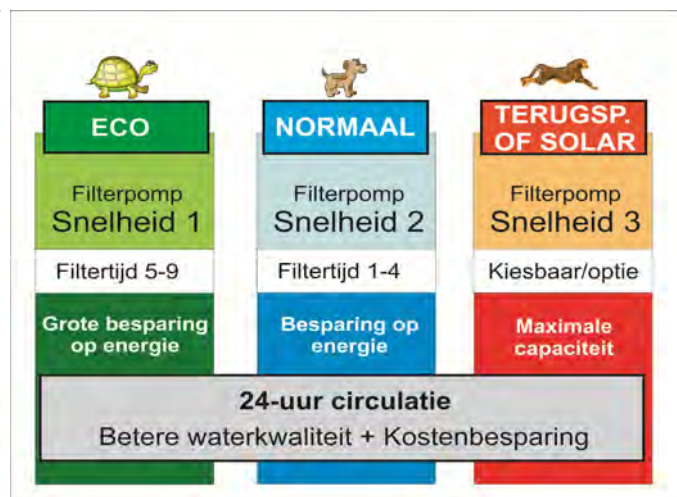 ECO
Filterpomp
Snelheid 1
Filtertijd 5-9
Grote besparing
op energie
NORMAAL
Filterpomp
Snelheid 2
Filtertijd 1-4
Besparing op
energie
TERUGSP.
OF SOLAR
Filterpomp
Snelheid 3
Kiesbaar/optie
Maximale
capaciteit
24-uur circulatie
Betere waterkwaliteit + Kostenbesparing